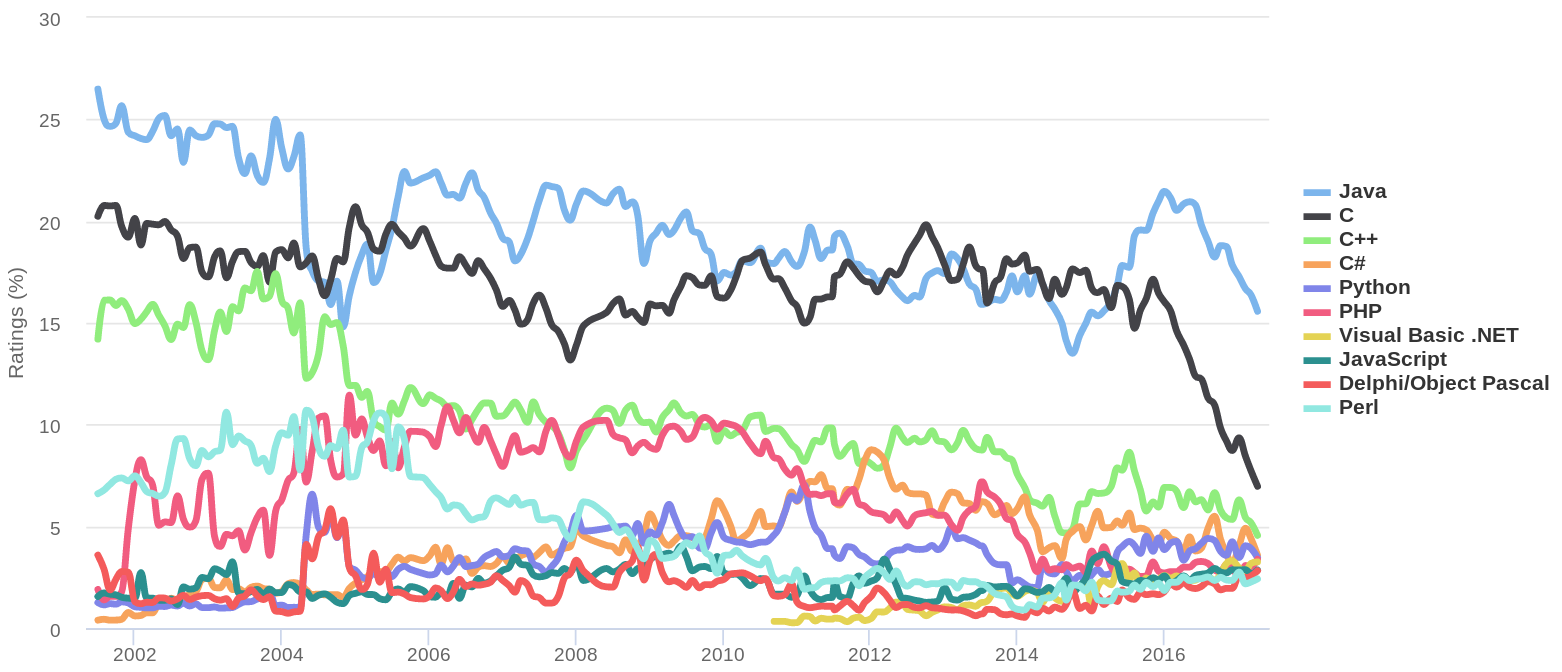 30
25
20
15
10
5
0
Ratings (%)
2002 2004 2006 2008 2010 2012 2014 2016
Java
C
C++
C#
Python
PHP
Visual Basic .NET
JavaScript
Delphi/Object Pascal
Perl